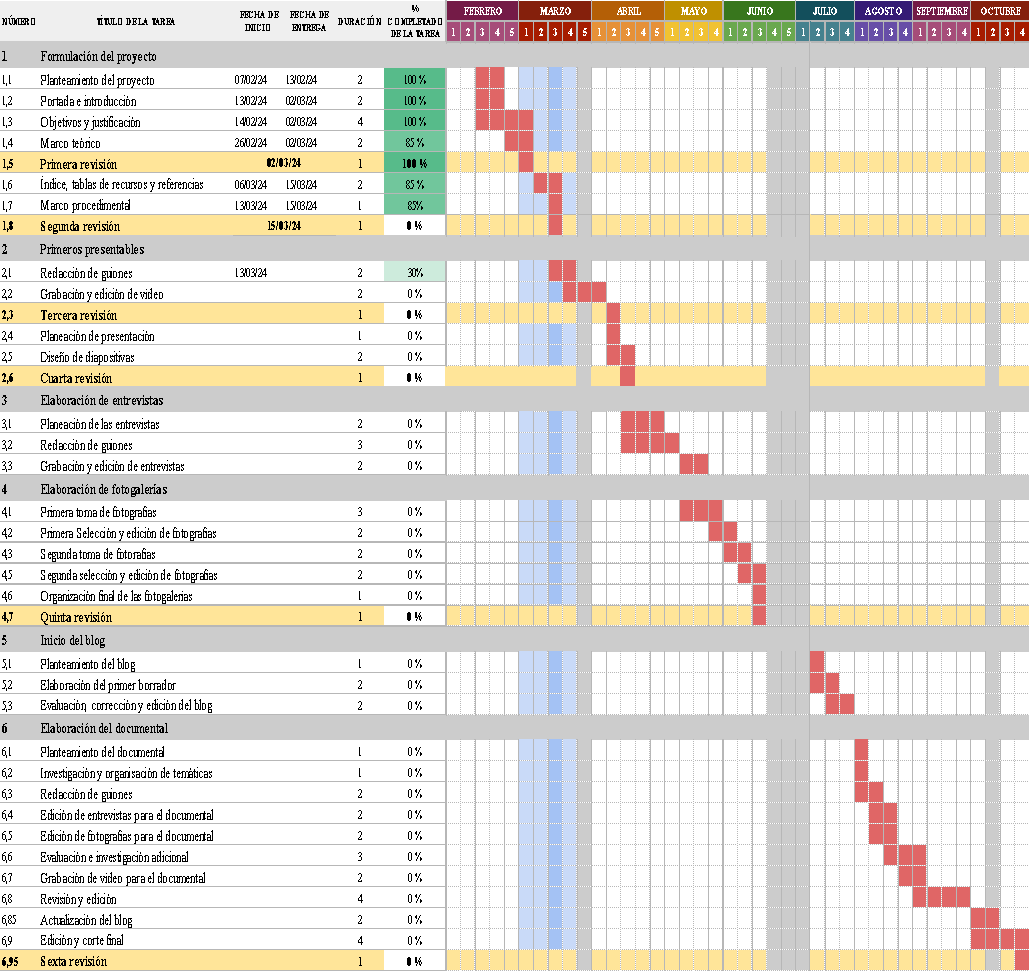 NÚMERO TÍTULO DE LA TAREA FECHA DE INICIO FECHA DE ENTREGA DURACIÓN % COMPLETADO DE LA TAREA FEBRERO MARZO ABRIL MAYO JUNIO JULIO AGOSTO SEPTIEMBRE OCTUBRE
1 2 3 4 5 1 2 3 4 5 1 2 3 4 5 1 2 3 4 1 2 3 4 5 1 2 3 4 1 2 3 4 1 2 3 4 1 2 3 4
1 Formulación del proyecto
1,1 Planteamiento del proyecto 07/02/24 13/02/24 2 100 %
1,2 Portada e introducción 13/02/24 02/03/24 2 100 %
1,3 Objetivos y justificación 14/02/24 02/03/24 4 100 %
1,4 Marco teórico 26/02/24 02/03/24 2 85 %
1,5 Primera revisión 02/03/24 1 100 %
1,6 Índice, tablas de recursos y referencias 06/03/24 15/03/24 2 85 %
1,7 Marco procedimental 13/03/24 15/03/24 1 85%
1,8 Segunda revisión 15/03/24 1 0 %
2 Primeros presentables
2,1 Redacción de guiones 13/03/24 2 30%
2,2 Grabación y edición de video 2 0 %
2,3 Tercera revisión 1 0 %
2,4 Planeación de presentación 1 0 %
2,5 Diseño de diapositivas 2 0 %
2,6 Cuarta revisión 1 0 %
3 Elaboración de entrevistas
3,1 Planeación de las entrevistas 2 0 %
3,2 Redacción de guiones 3 0 %
3,3 Grabación y edición de entrevistas 2 0 %
4 Elaboración de fotogalerías
4,1 Primera toma de fotografias 3 0 %
4,2 Primera Selección y edición de fotografias 2 0 %
4,3 Segunda toma de fotorafias 2 0 %
4,5 Segunda selección y edición de fotografias 2 0 %
4,6 Organización final de las fotogalerias 1 0 %
4,7 Quinta revisión 1 0 %
5 Inicio del blog
5,1 Planteamiento del blog 1 0 %
5,2 Elaboración del primer borrador 2 0 %
5,3 Evaluación, corrección y edición del blog 2 0 %
6 Elaboración del documental
6,1 Planteamiento del documental 1 0 %
6,2 Investigación y organisación de temáticas 1 0 %
6,3 Redacción de guiones 2 0 %
6,4 Edición de entrevistas para el documental 2 0 %
6,5 Edición de fotografias para el documental 2 0 %
6,6 Evaluación e investigación adicional 3 0 %
6,7 Grabación de video para el documental 2 0 %
6,8 Revisión y edición 4 0 %
6,85 Actualización del blog 2 0 %
6,9 Edición y corte final 4 0 %
6,95 Sexta revisión 1 0 %